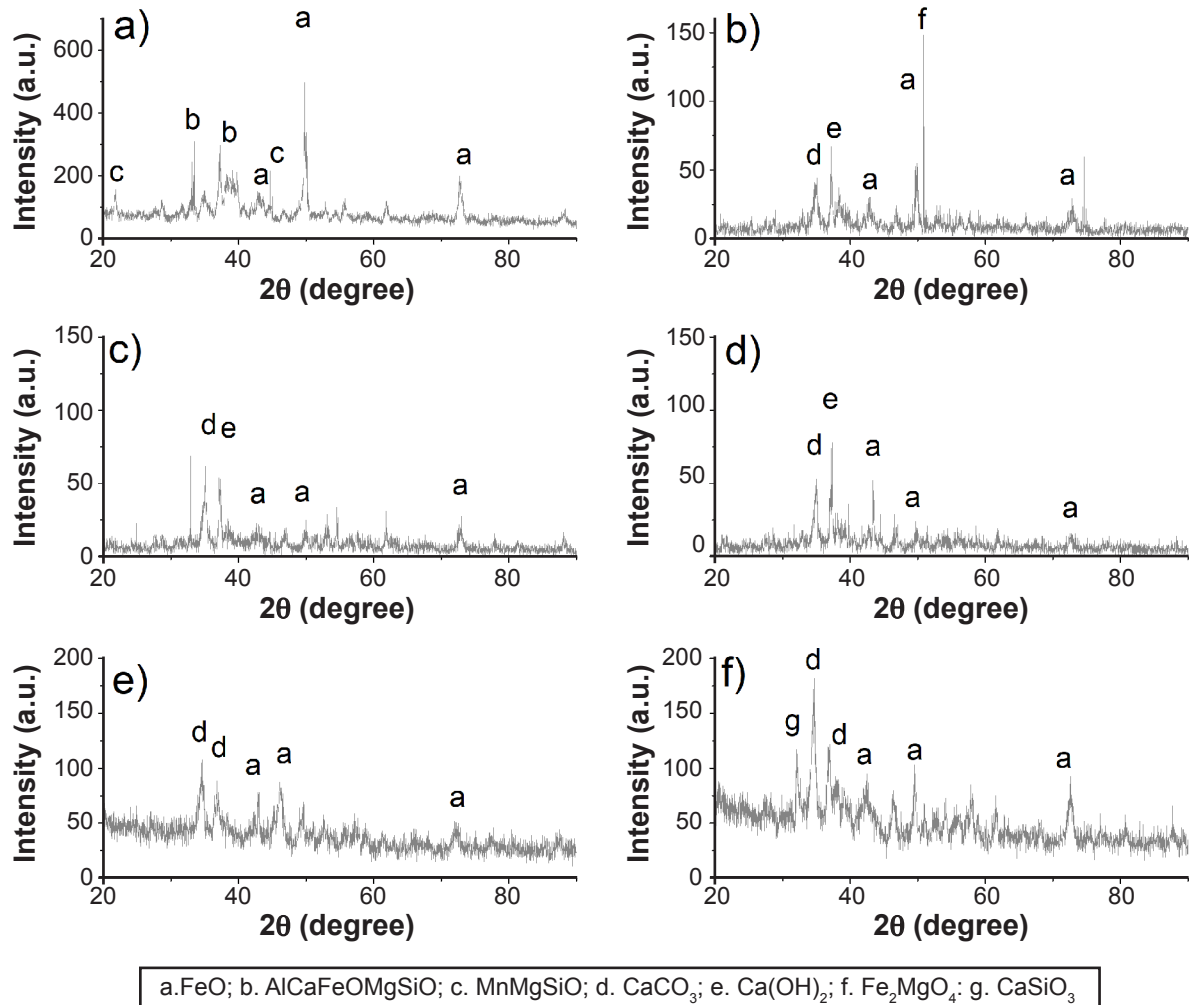 a)
a
600
400
200
0
Intensity (a.u.)
c
b
b
a
c
a
20
40
60
80
2θ (degree)
b)
f
150
100
50
0
Intensity (a.u.)
d
e
a
a
a
20
40
60
80
2θ (degree)
c)
150
100
50
0
Intensity (a.u.)
d
e
a
a
a
20
40
60
80
2θ (degree)
d)
150
100
50
0
Intensity (a.u.)
d
e
a
a
a
20
40
60
80
2θ (degree)
e)
200
150
100
50
0
Intensity (a.u.)
d
d
a
a
a
20
40
60
80
2θ (degree)
f)
200
150
100
50
0
Intensity (a.u.)
g
d
d
a
a
a
20
40
60
80
2θ (degree)
a.FeO; b. AlCaFeOMgSiO; c. MnMgSiO; d. CaCO₃; e. Ca(OH)₂; f. Fe₂MgO₄: g. CaSiO₃